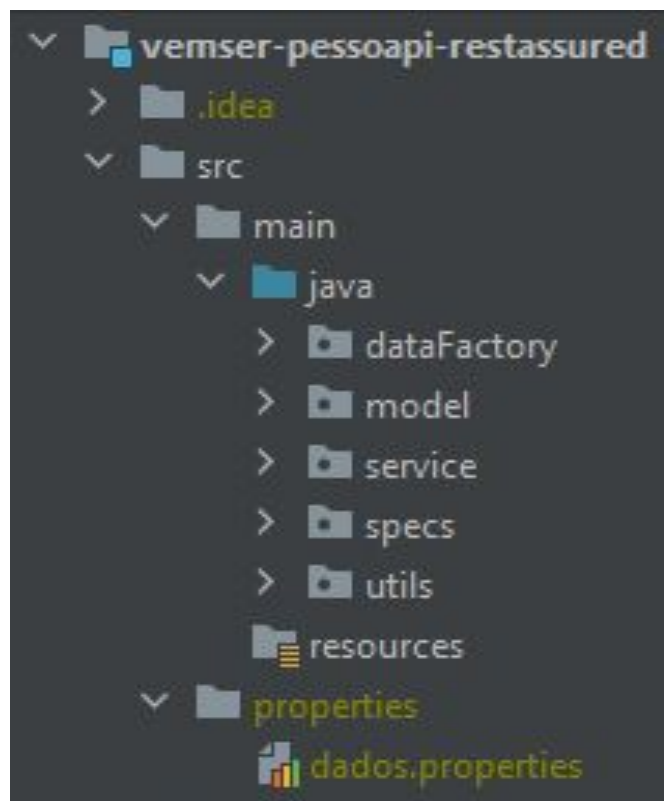 vemser-pessoapi-restassured
.idea
src
main
java
dataFactory
model
service
specs
utils
resources
properties
dados.properties